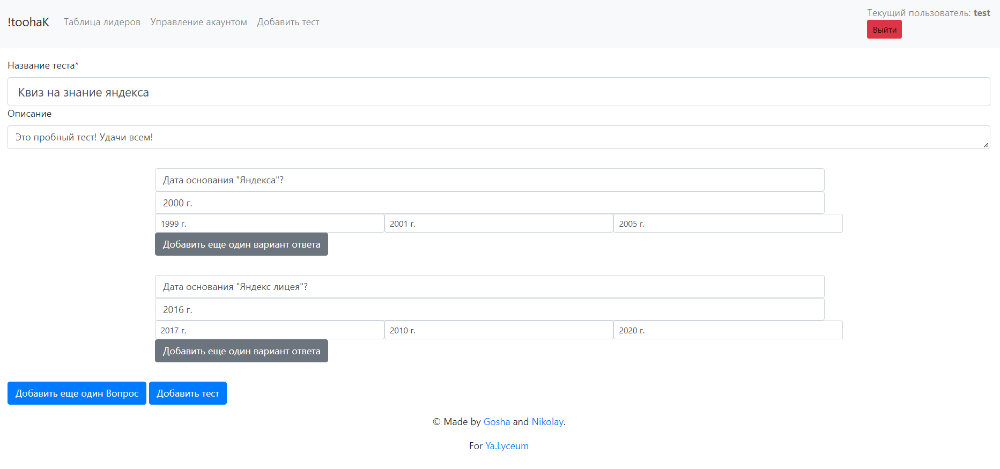 !toohaK Таблица лидеров Управление акаунтом Добавить тест
Текущий пользователь: test
Выйти
Название теста*
Квиз на знание яндекса
Описание
Это пробный тест! Удачи всем!
Дата основания "Яндекса"?
2000 г.
1999 г. 2001 г. 2005 г.
Добавить еще один вариант ответа
Дата основания "Яндекс лицея"?
2016 г.
2017 г. 2010 г. 2020 г.
Добавить еще один вариант ответа
Добавить еще один Вопрос Добавить тест
© Made by Gosha and Nikolay.
For Ya.Lyceum